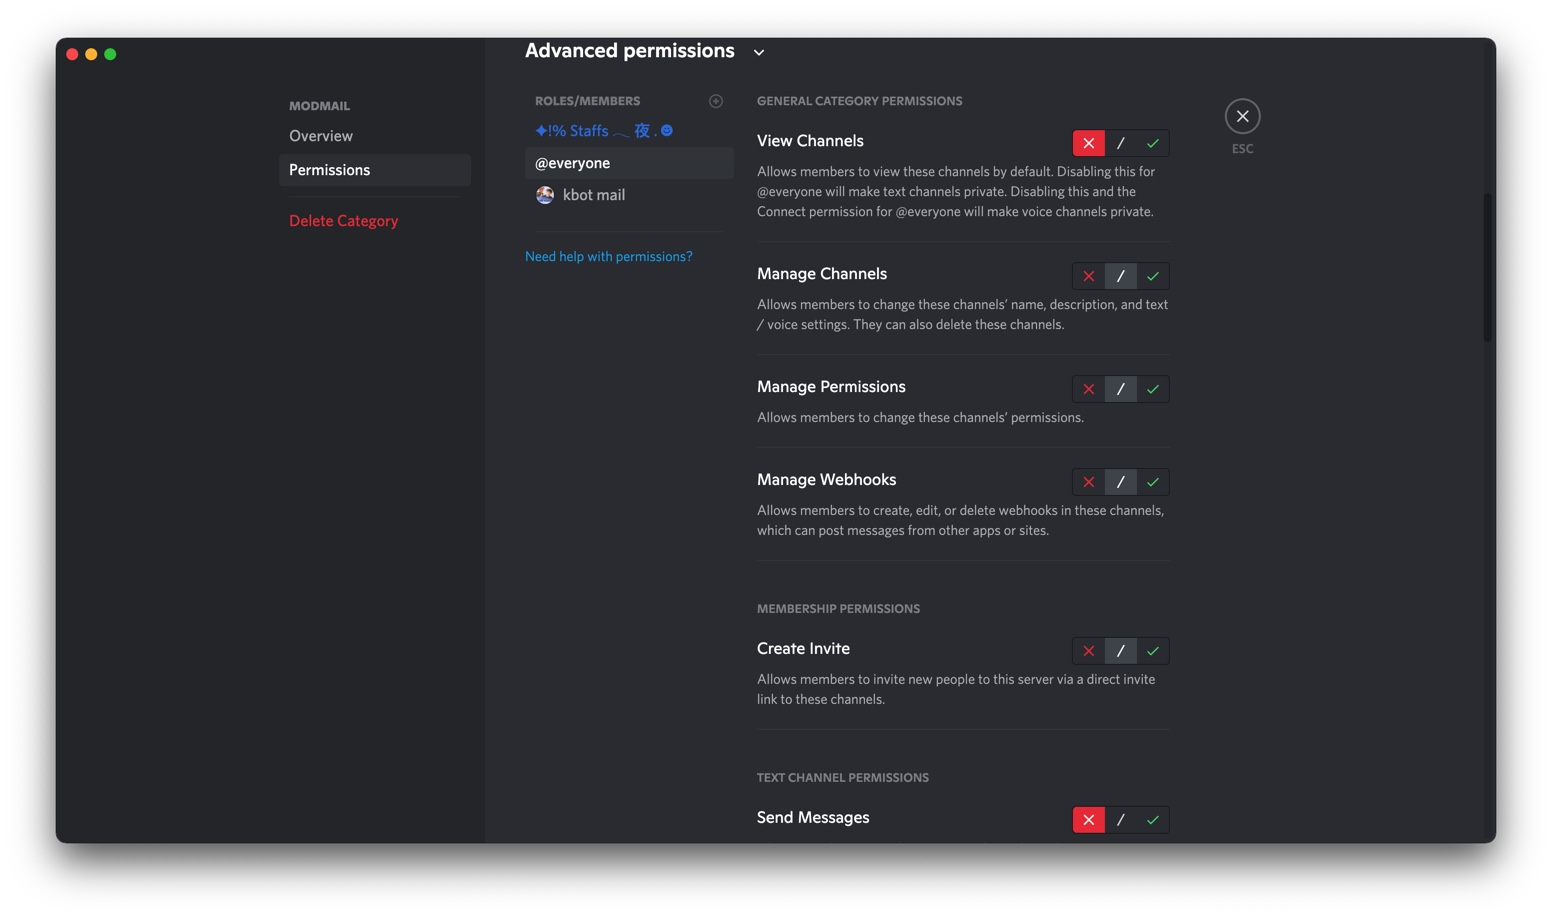 Advanced permissions
MODMAIL
Overview
Permissions
Delete Category
ROLES/MEMBERS
✦!% Staffs ︵ 夜 . ☻
@everyone
kbot mail
Need help with permissions?
GENERAL CATEGORY PERMISSIONS
View Channels
Allows members to view these channels by default. Disabling this for
@everyone will make text channels private. Disabling this and the
Connect permission for @everyone will make voice channels private.
Manage Channels
Allows members to change these channels’ name, description, and text
/ voice settings. They can also delete these channels.
Manage Permissions
Allows members to change these channels’ permissions.
Manage Webhooks
Allows members to create, edit, or delete webhooks in these channels,
which can post messages from other apps or sites.
MEMBERSHIP PERMISSIONS
Create Invite
Allows members to invite new people to this server via a direct invite
link to these channels.
TEXT CHANNEL PERMISSIONS
Send Messages
ESC